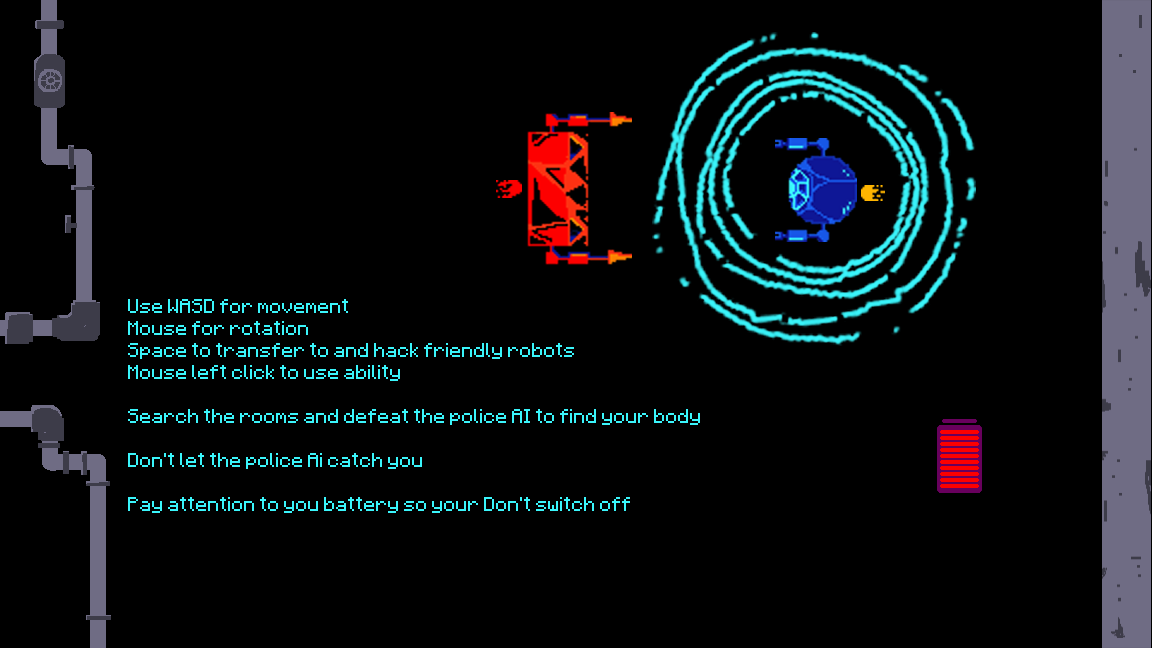 Use WASD for movement
Mouse for rotation
Space to transfer to and hack friendly robots
Mouse left click to use ability
Search the rooms and defeat the police AI to find your body
Don't let the police Ai catch you
Pay attention to you battery so your Don't switch off